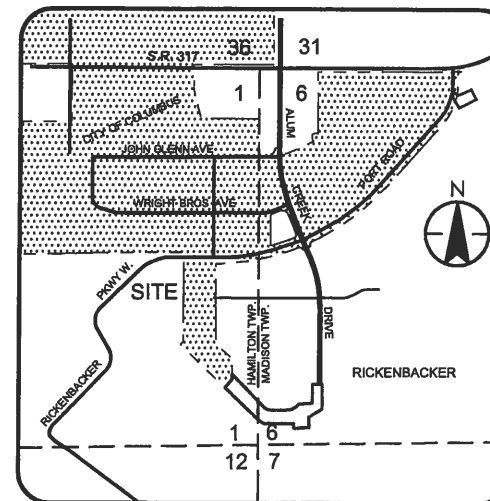 36 31
S.R. 317
1 6
CITY OF COLUMBUS
ALUM
JOHN GLENN AVE
PORT ROAD
WRIGHT BROS. AVE
CREEK
N
PKWY W.
SITE
HAMILTON TWP.
MADISON TWP.
DRIVE
RICKENBACKER
RICKENBACKER
1 6
12 7